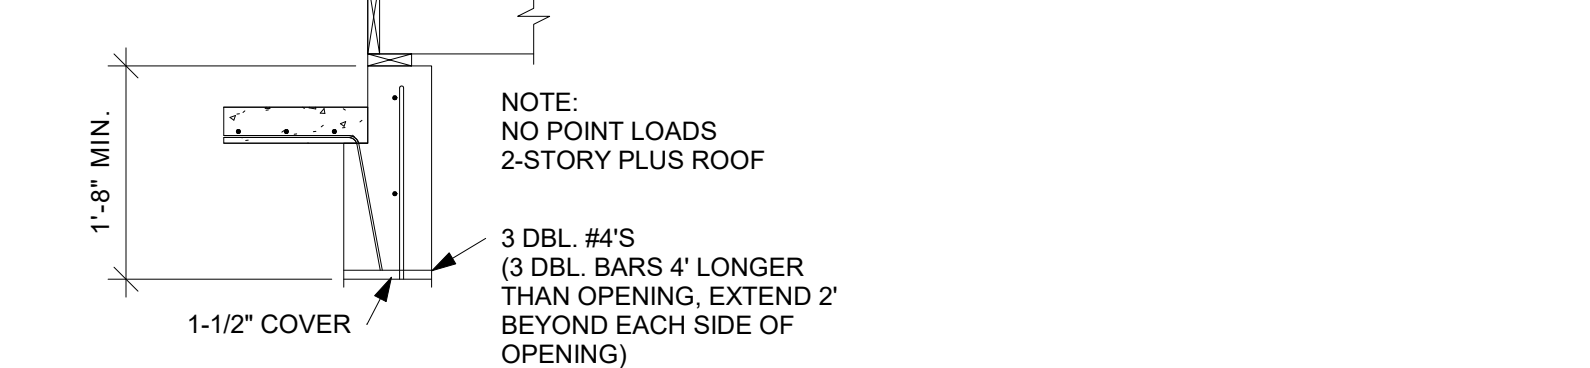 1'-8" MIN.
NOTE:
NO POINT LOADS
2-STORY PLUS ROOF
3 DBL. #4'S
(3 DBL. BARS 4' LONGER
THAN OPENING, EXTEND 2'
BEYOND EACH SIDE OF
OPENING)
1-1/2" COVER